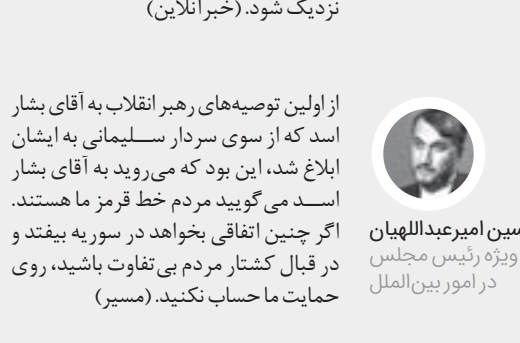 نزدیک شود. (خبرآنلاین)
از اولین توصیه‌های رهبر انقلاب به آقای بشار
اسد که از سوی سردار سلیمانی به ایشان
ابلاغ شد، این بود که می‌روید به آقای بشار
اسد می‌گویید مردم خط قرمز ما هستند.
اگر چنین اتفاقی بخواهد در سوریه بیفتد و
در قبال کشتار مردم بی‌تفاوت باشید، روی
حمایت ما حساب نکنید. (مسیر)
امیرعبداللهیان
ویژه رئیس مجلس
در امور بین‌الملل